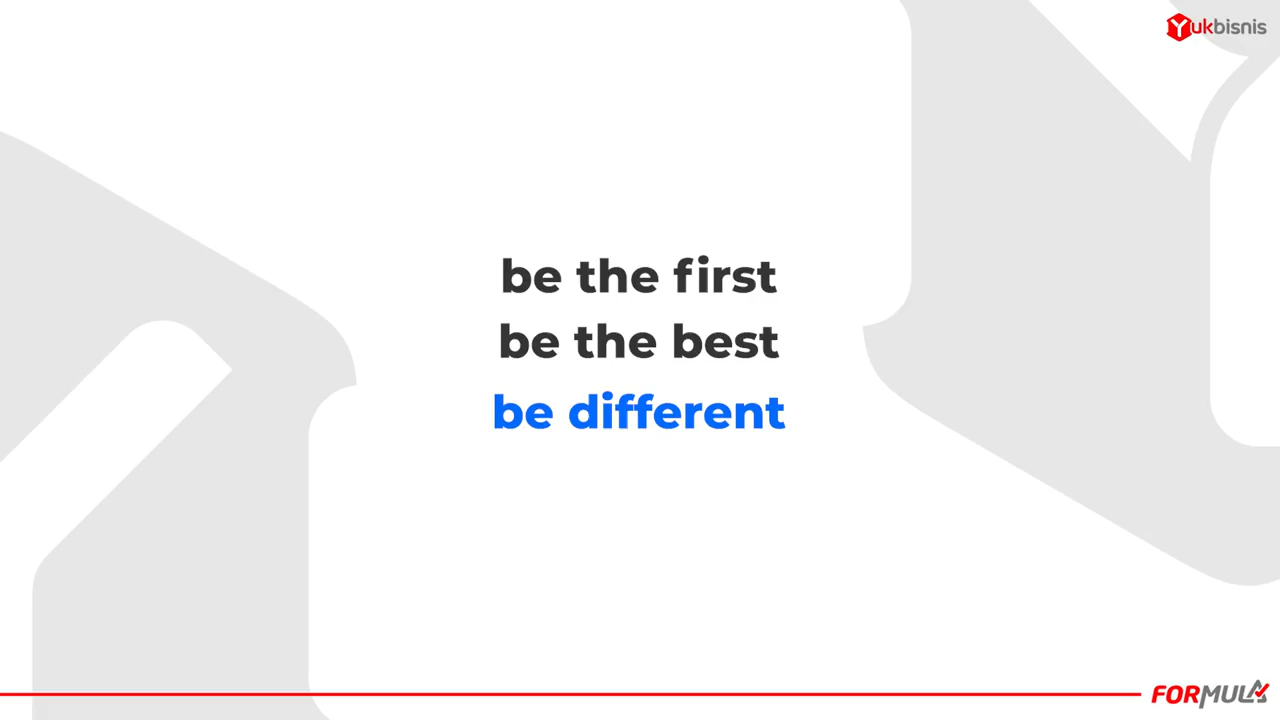 Yukbisnis
be the first
be the best
be different
FORMULA